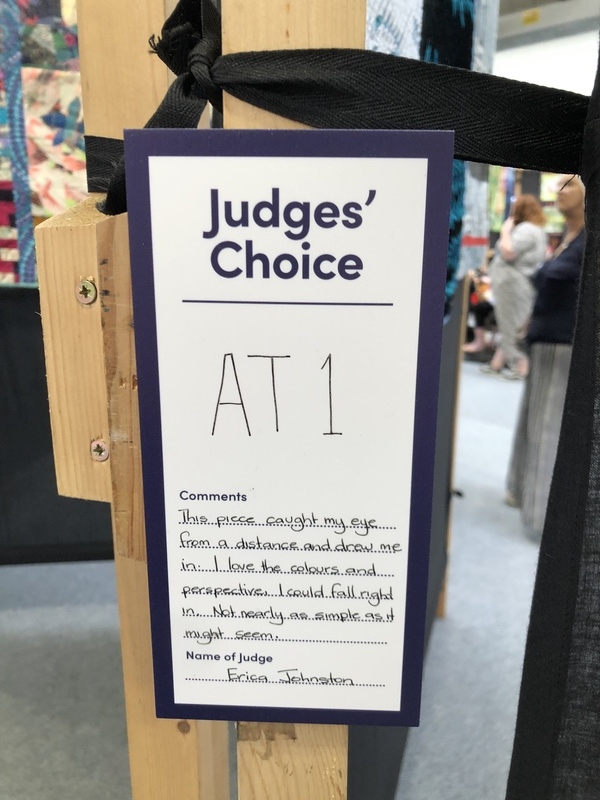 Judges'
Choice
AT 1
Comments
This piece caught my eye
from a distance and drew me
in. I love the colours and
perspective. I could fall right
in. Not nearly as simple as it
might seem.
Name of Judge
Erica Johnston